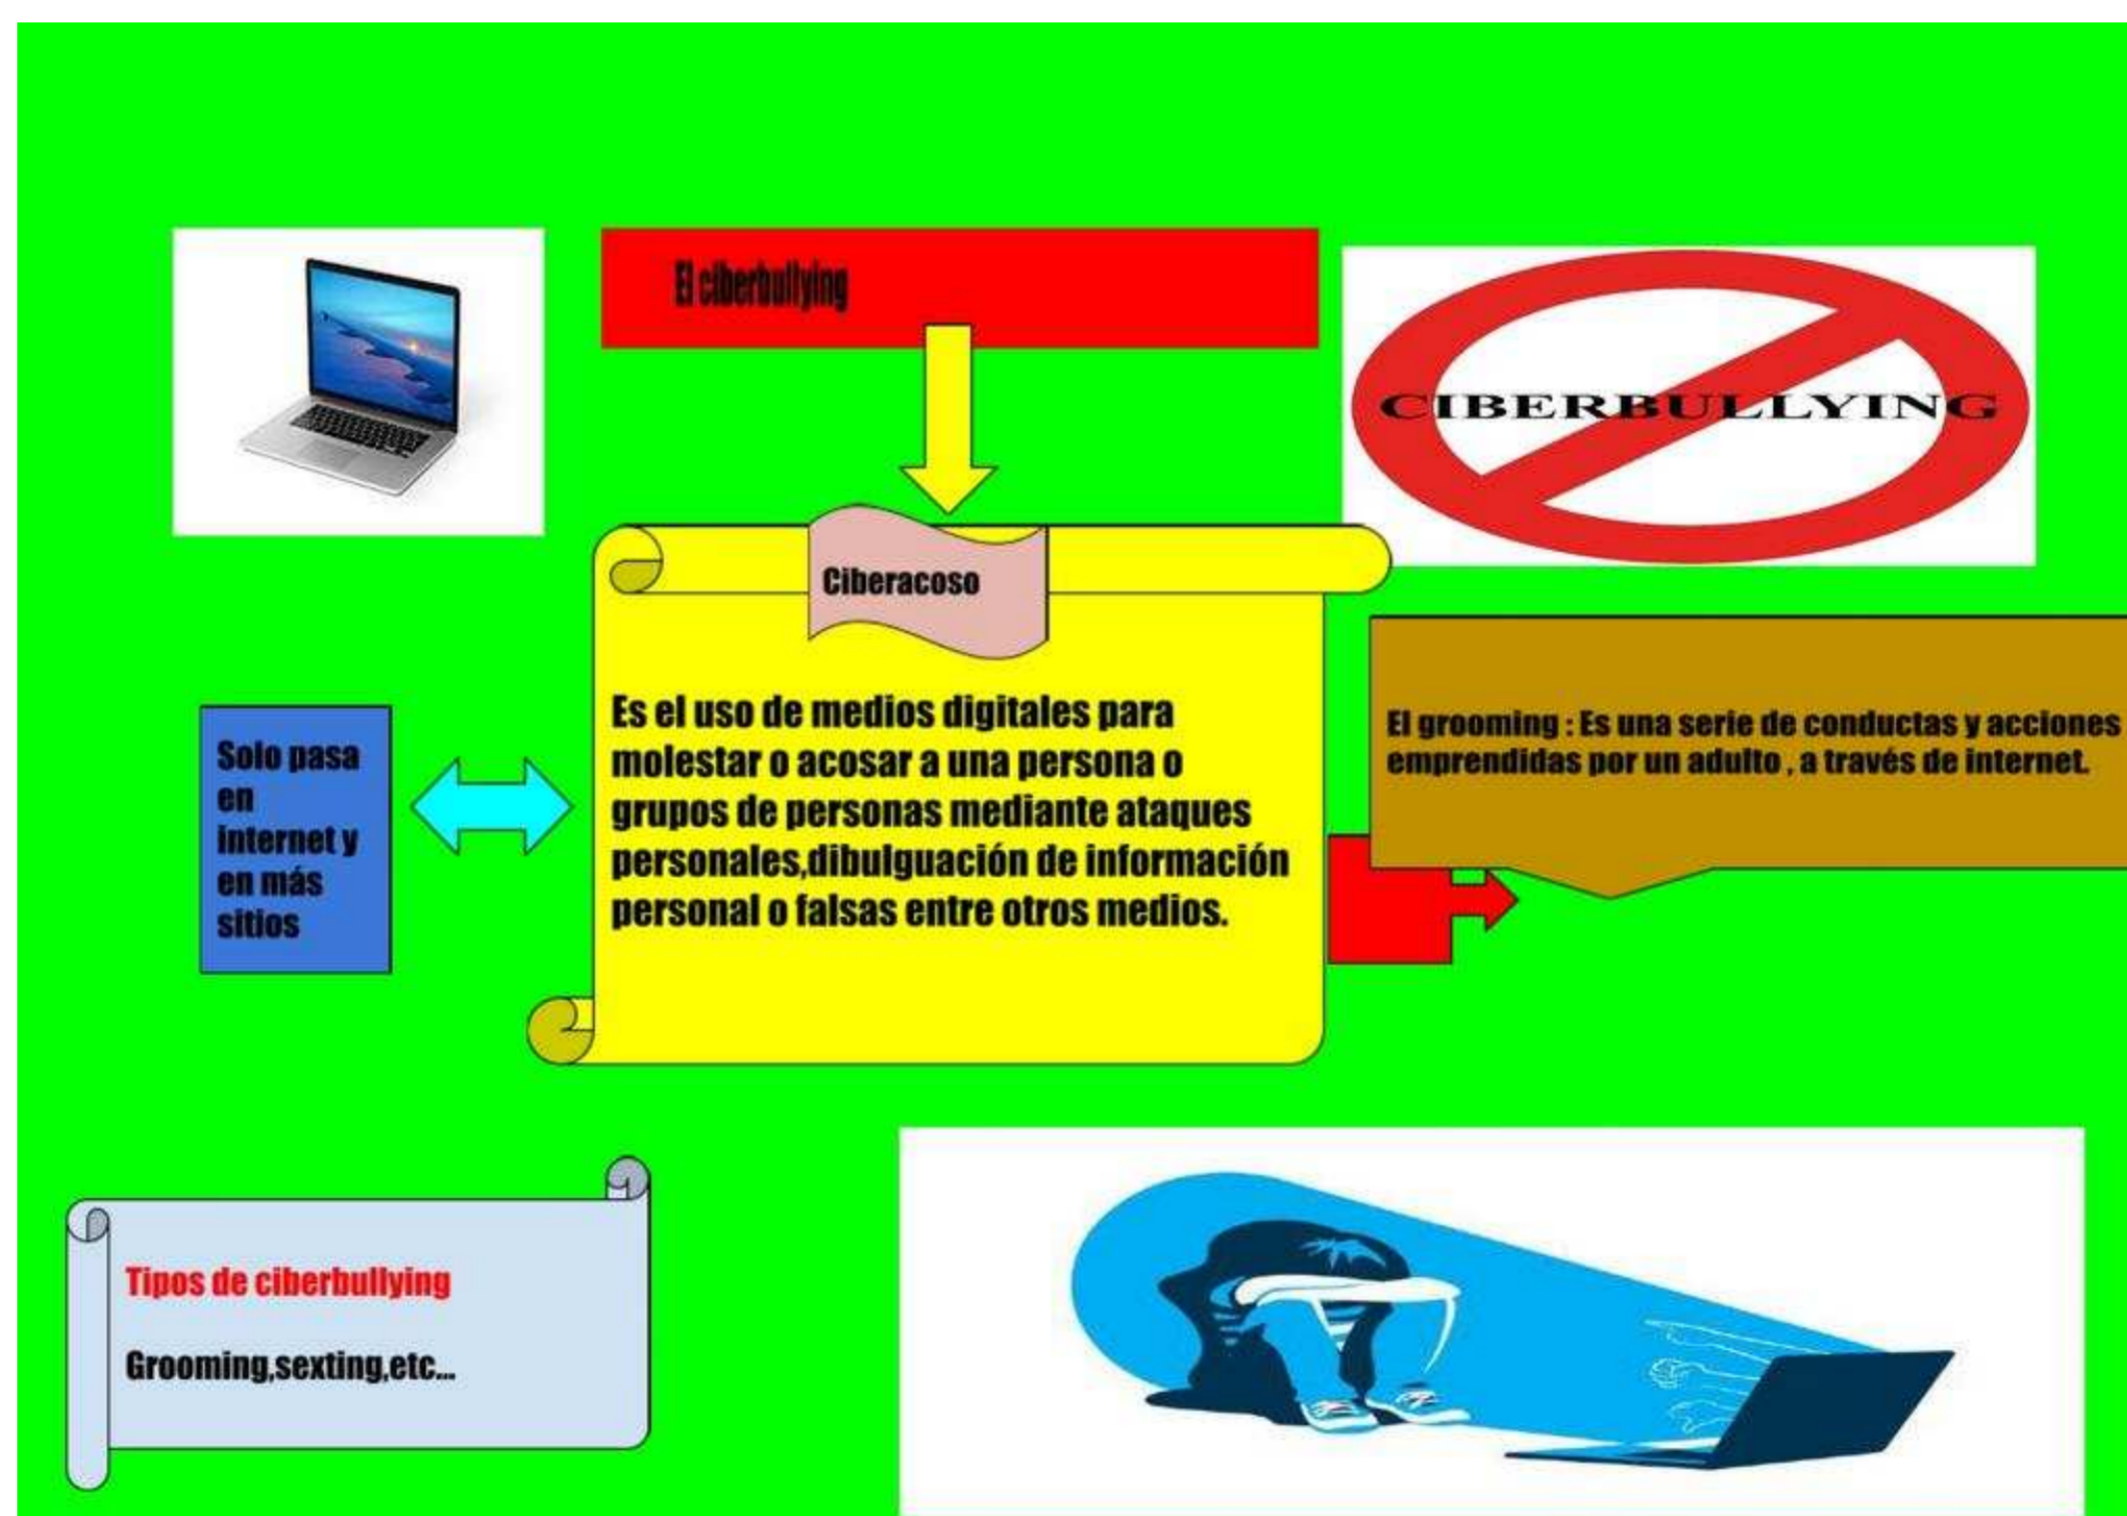 El ciberbullying
CIBERBULLYING
Ciberacoso
Es el uso de medios digitales para
molestar o acosar a una persona o
grupos de personas mediante ataques
personales,dibulguación de información
personal o falsas entre otros medios.
Solo pasa
en
internet y
en más
sitios
El grooming : Es una serie de conductas y acciones
emprendidas por un adulto , a través de internet.
Tipos de ciberbullying
Grooming,sexting,etc...